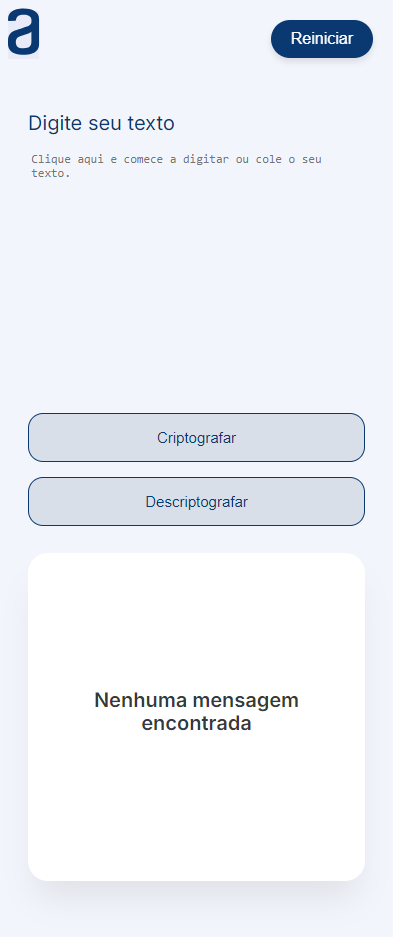 a
Reiniciar
Digite seu texto
Clique aqui e comece a digitar ou cole o seu
texto.
Criptografar
Descriptografar
Nenhuma mensagem
encontrada